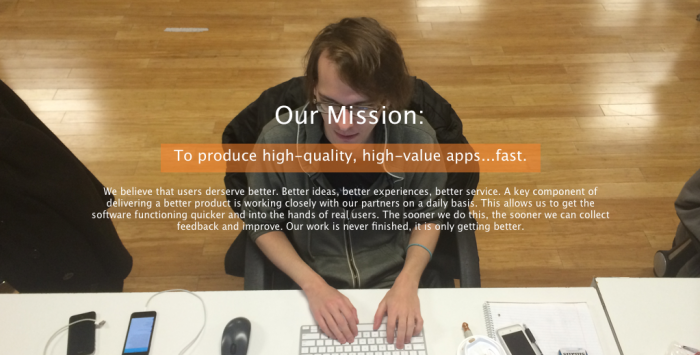 Our Mission:
To produce high-quality, high-value apps...fast.
We believe that users derserve better. Better ideas, better experiences, better service. A key component of
delivering a better product is working closely with our partners on a daily basis. This allows us to get the
software functioning quicker and into the hands of real users. The sooner we do this, the sooner we can collect
feedback and improve. Our work is never finished, it is only getting better.